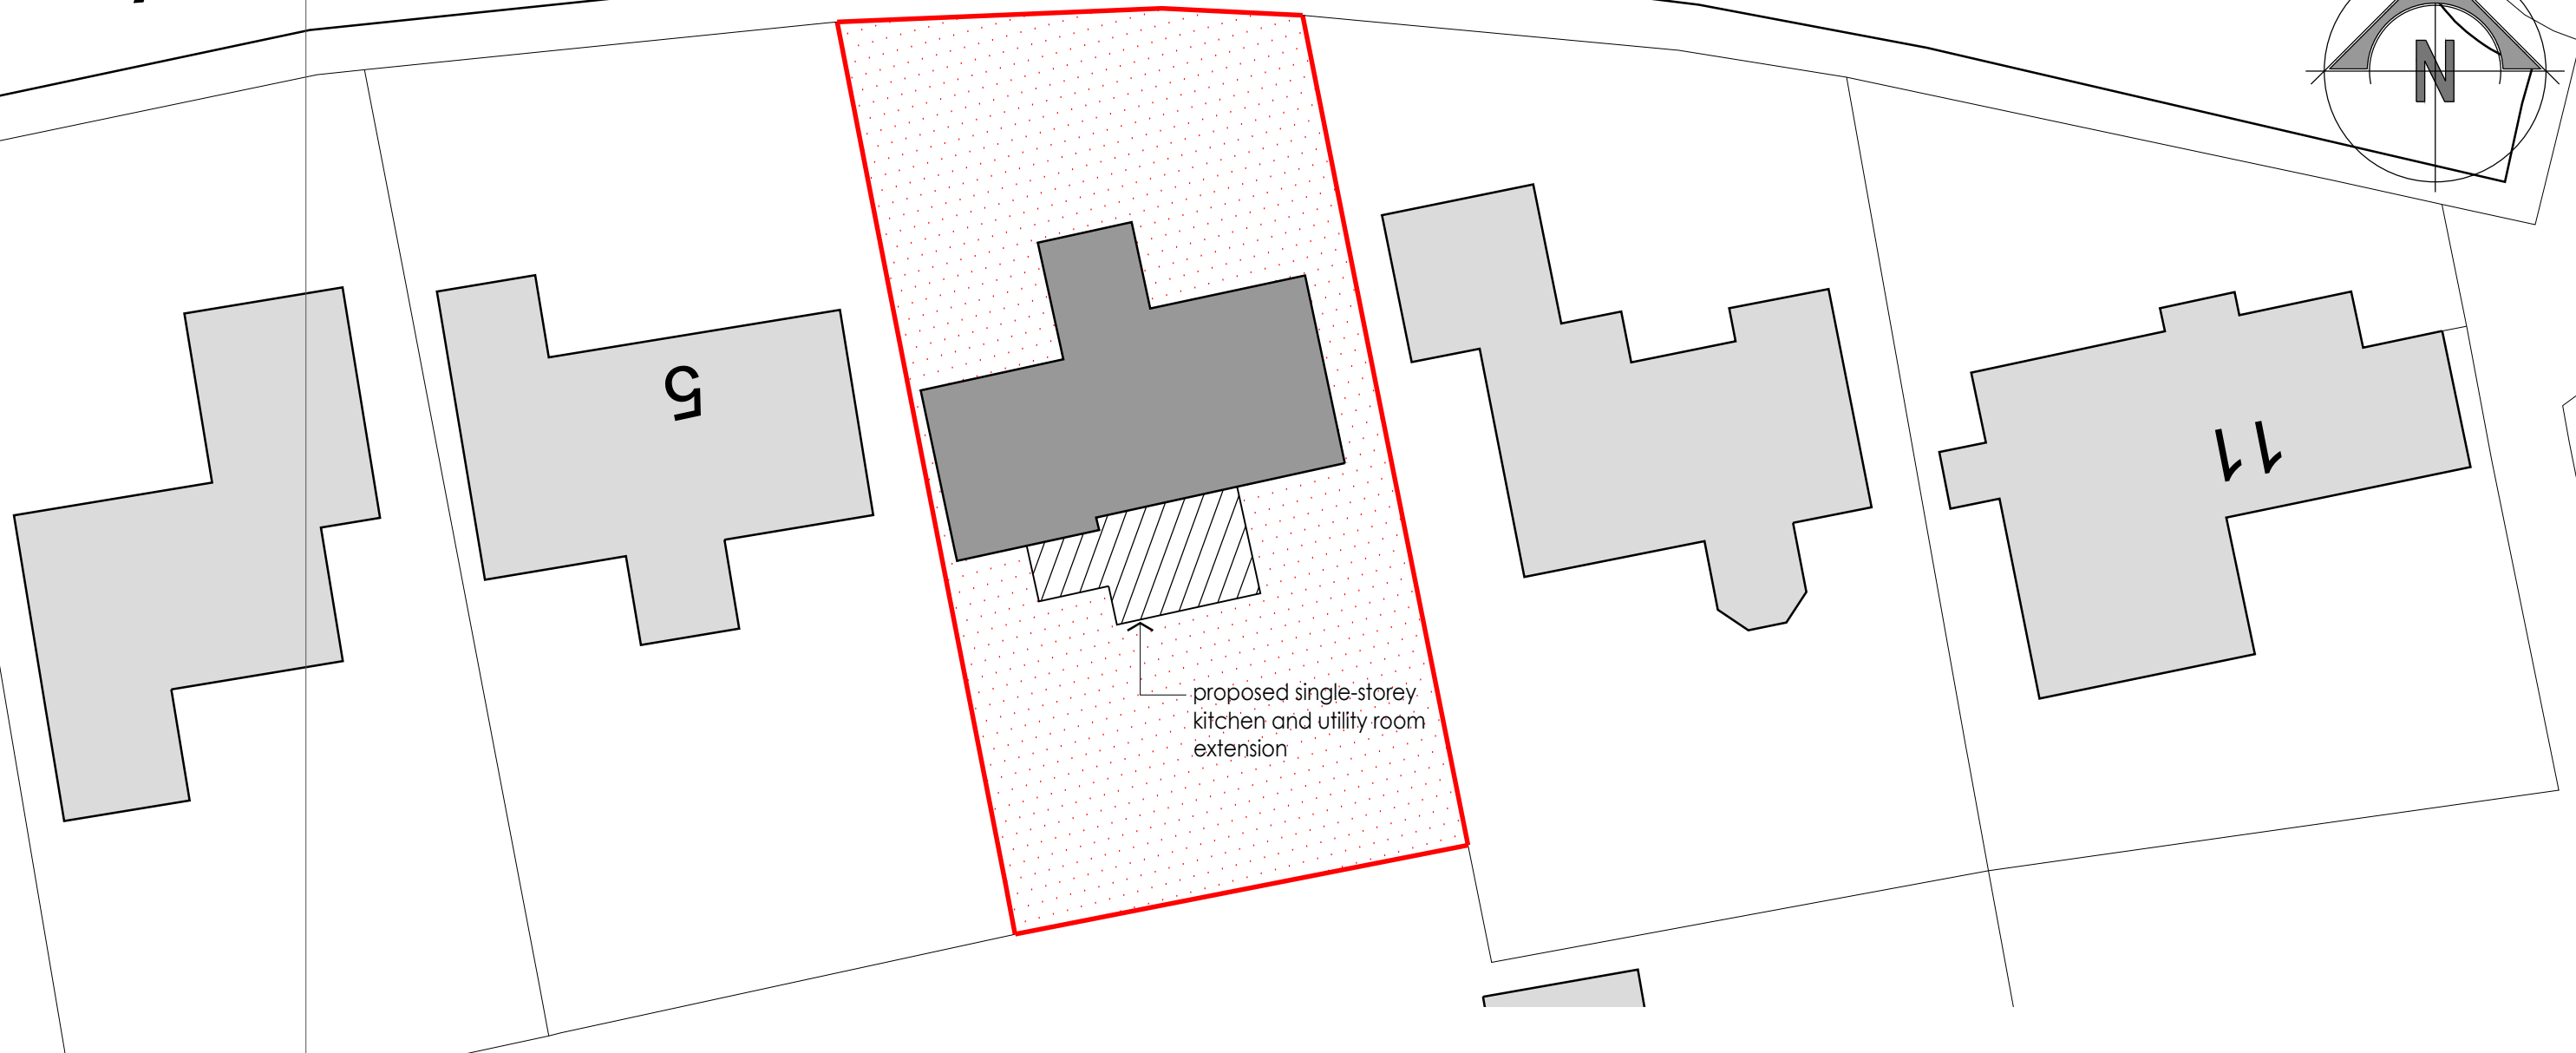 N
5
proposed single-storey
kitchen and utility room
extension
11